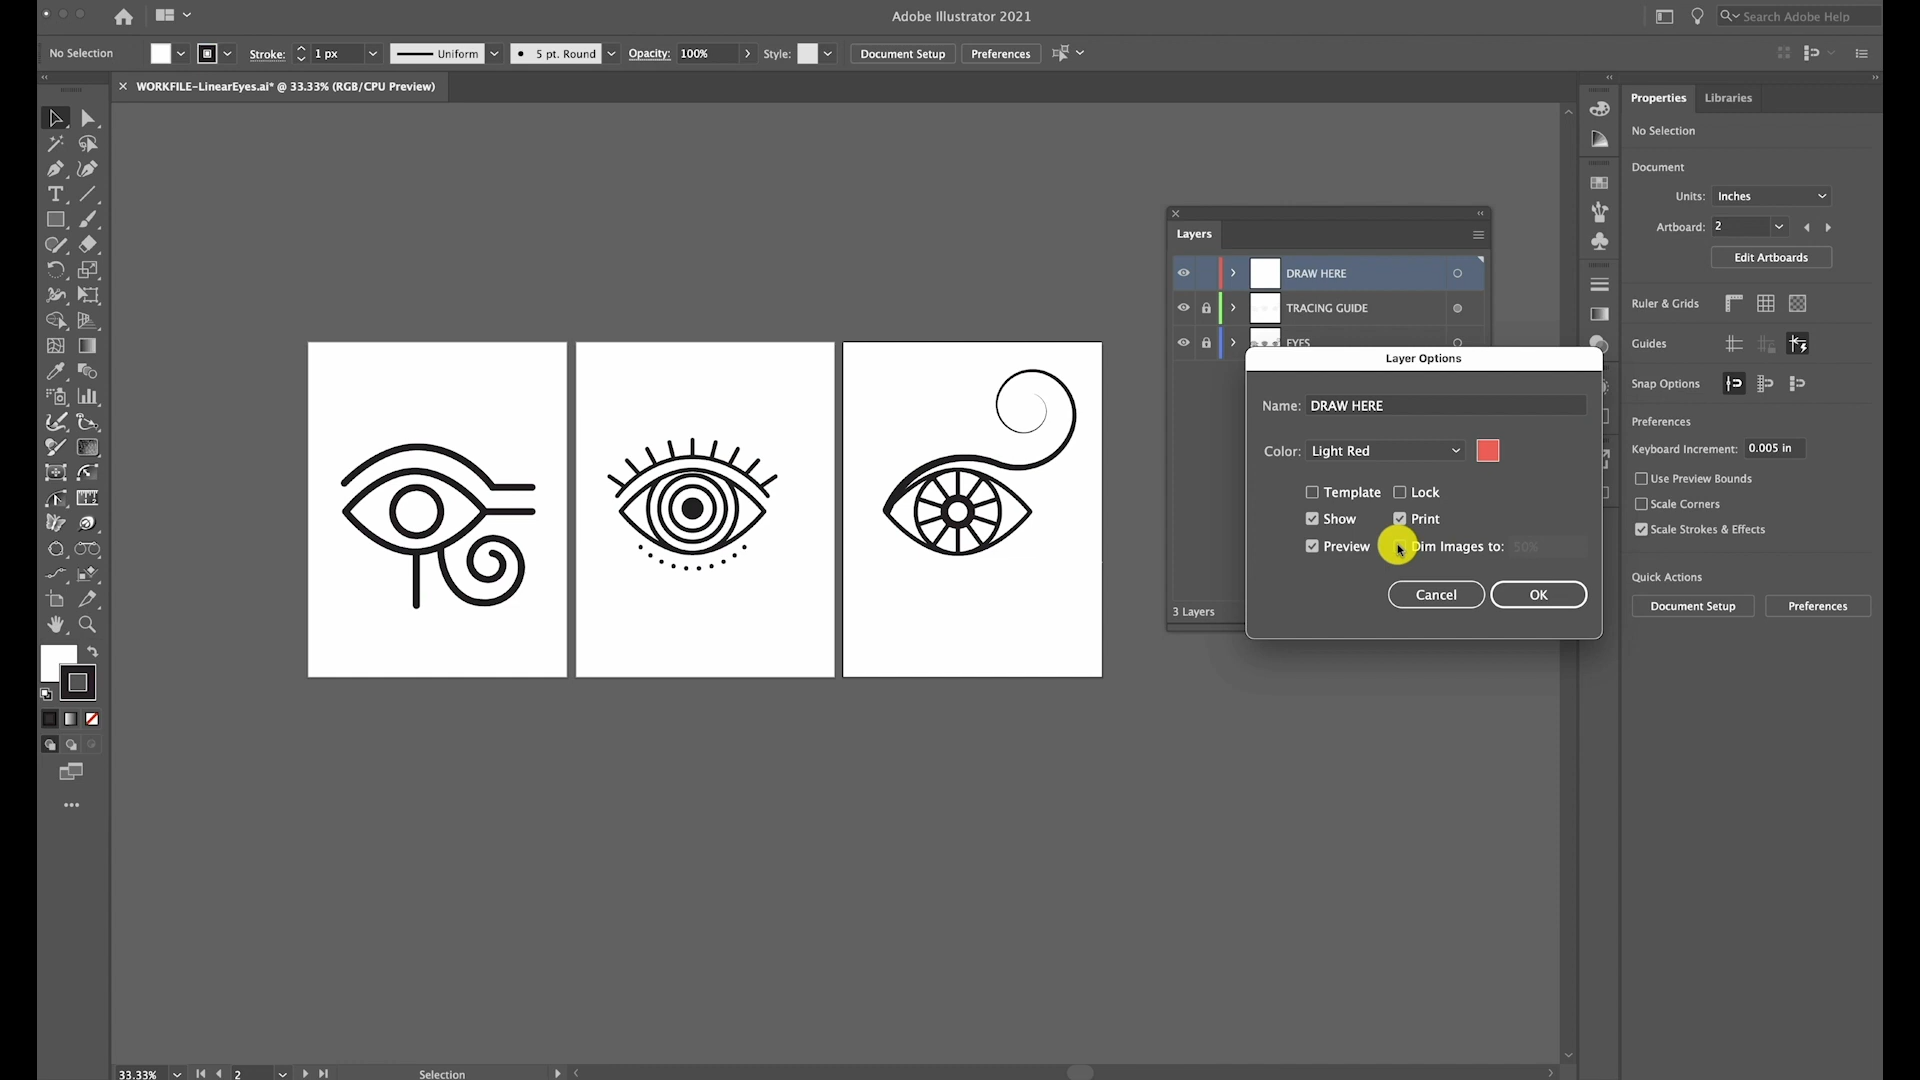 Adobe Illustrator 2021
Search Adobe Help
No Selection
Stroke:
1 px
Uniform
5 pt. Round
Opacity:
100%
Style:
Document Setup
Preferences
WORKFILE-LinearEyes.ai* @ 33.33% (RGB/CPU Preview)
Properties
Libraries
No Selection
Document
Units:
Inches
Artboard:
2
Edit Artboards
Ruler & Grids
Guides
Snap Options
Preferences
Keyboard Increment:
0.005 in
Use Preview Bounds
Scale Corners
Scale Strokes & Effects
Quick Actions
Document Setup
Preferences
Layers
DRAW HERE
TRACING GUIDE
EYES
3 Layers
Layer Options
Name:
DRAW HERE
Color:
Light Red
Template
Lock
Show
Print
Preview
Dim Images to:
50%
Cancel
OK
33.33%
2
Selection